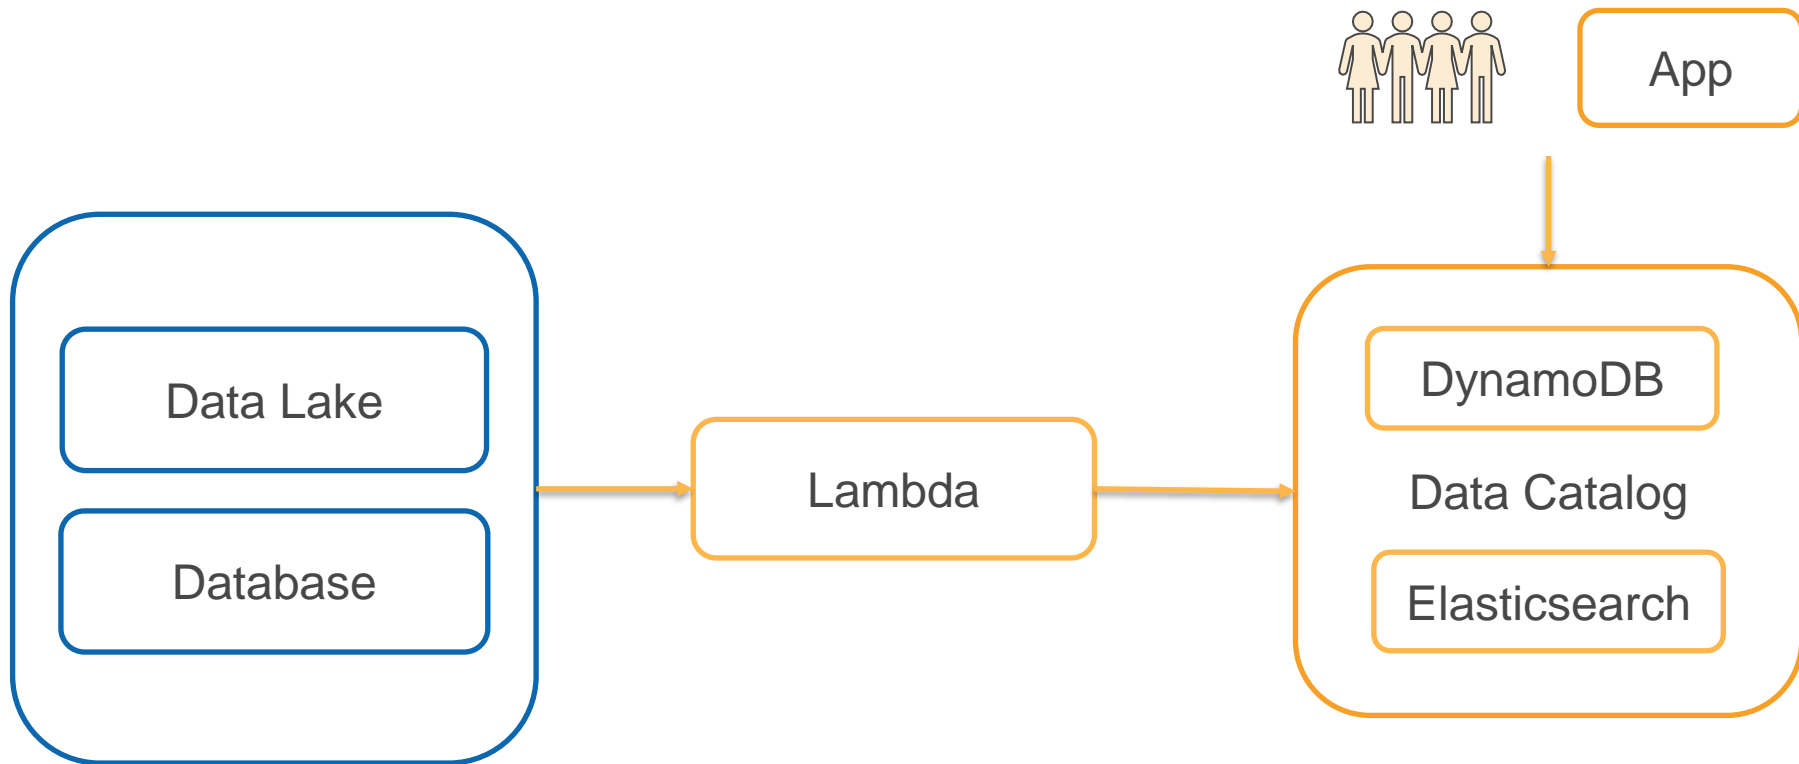 App
Data Lake
Database
Lambda
DynamoDB
Data Catalog
Elasticsearch